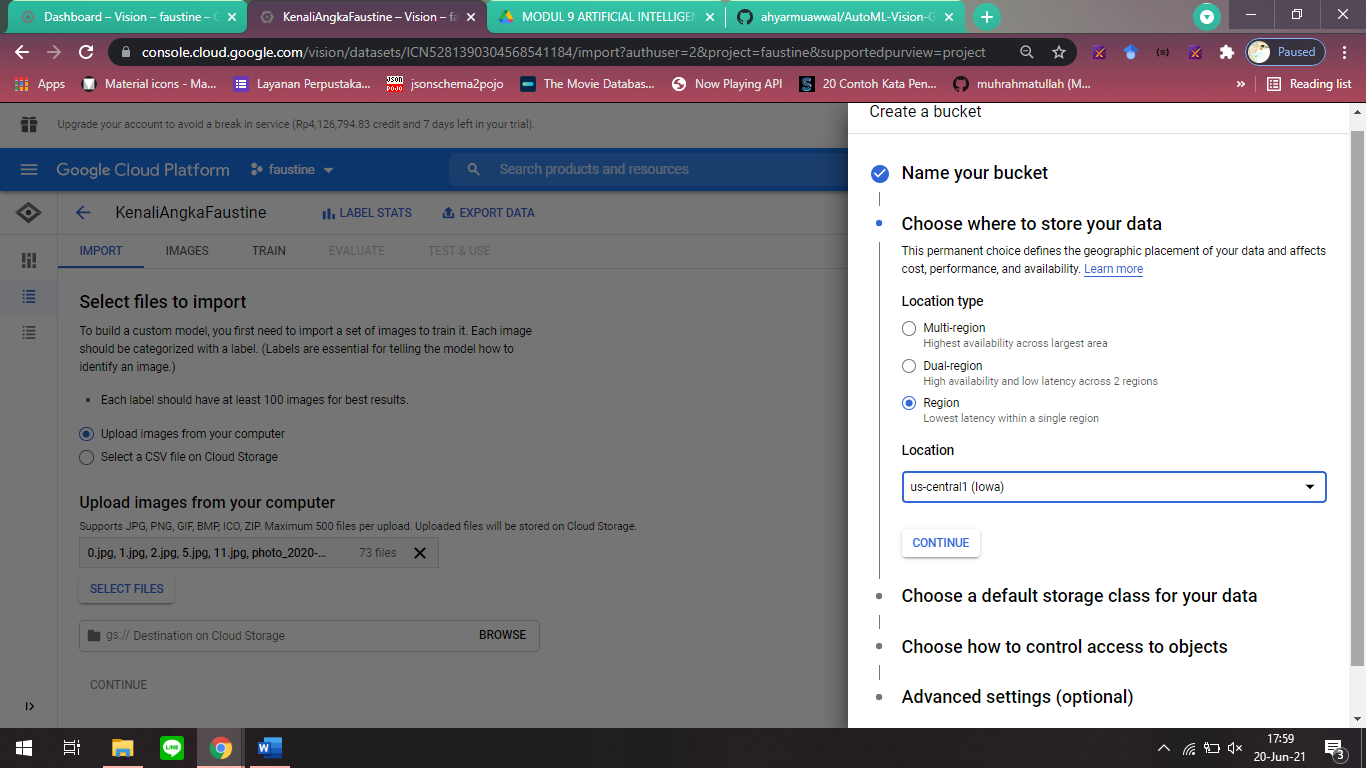 Dashboard – Vision – faustine – G
KenaliAngkaFaustine – Vision – fa
MODUL 9 ARTIFICIAL INTELLIGEN
ahyarmuawwal/AutoML-Vision-G
console.cloud.google.com/vision/datasets/ICN5281390304568541184/import?authuser=2&project=faustine&supportedpurview=project
Paused
Apps
Material icons - Ma...
Layanan Perpustaka...
JSON POJO
jsonschema2pojo
The Movie Databas...
Now Playing API
20 Contoh Kata Pen...
muhrahmatullah (M...
»
Reading list
Upgrade your account to avoid a break in service (Rp4,126,794.83 credit and 7 days left in your trial).
Google Cloud Platform
faustine
Search products and resources
KenaliAngkaFaustine
LABEL STATS
EXPORT DATA
IMPORT
IMAGES
TRAIN
EVALUATE
TEST & USE
Select files to import
To build a custom model, you first need to import a set of images to train it. Each image
should be categorized with a label. (Labels are essential for telling the model how to
identify an image.)
• Each label should have at least 100 images for best results.
Upload images from your computer
Select a CSV file on Cloud Storage
Upload images from your computer
Supports JPG, PNG, GIF, BMP, ICO, ZIP. Maximum 500 files per upload. Uploaded files will be stored on Cloud Storage.
0.jpg, 1.jpg, 2.jpg, 5.jpg, 11.jpg, photo_2020-...
73 files
SELECT FILES
gs:// Destination on Cloud Storage
BROWSE
CONTINUE
Create a bucket
Name your bucket
Choose where to store your data
This permanent choice defines the geographic placement of your data and affects
cost, performance, and availability. Learn more
Location type
Multi-region
Highest availability across largest area
Dual-region
High availability and low latency across 2 regions
Region
Lowest latency within a single region
Location
us-central1 (Iowa)
CONTINUE
Choose a default storage class for your data
Choose how to control access to objects
Advanced settings (optional)
LINE
W
17:59
20-Jun-21
3